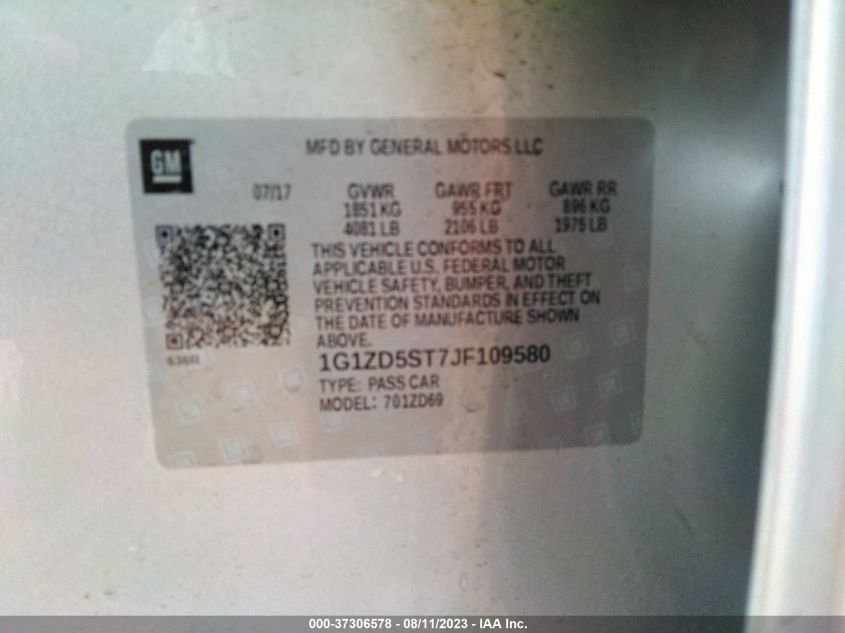 MFD BY GENERAL MOTORS LLC
GM
07/17 GVWR GAWR FRT GAWR RR
1851 KG 955 KG 896 KG
4081 LB 2106 LB 1975 LB
THIS VEHICLE CONFORMS TO ALL
APPLICABLE U.S. FEDERAL MOTOR
VEHICLE SAFETY, BUMPER, AND THEFT
PREVENTION STANDARDS IN EFFECT ON
THE DATE OF MANUFACTURE SHOWN
ABOVE.
1G1ZD5ST7JF109580
TYPE: PASS CAR
MODEL: 701ZD69
000-37306578 - 08/11/2023 - IAA Inc.